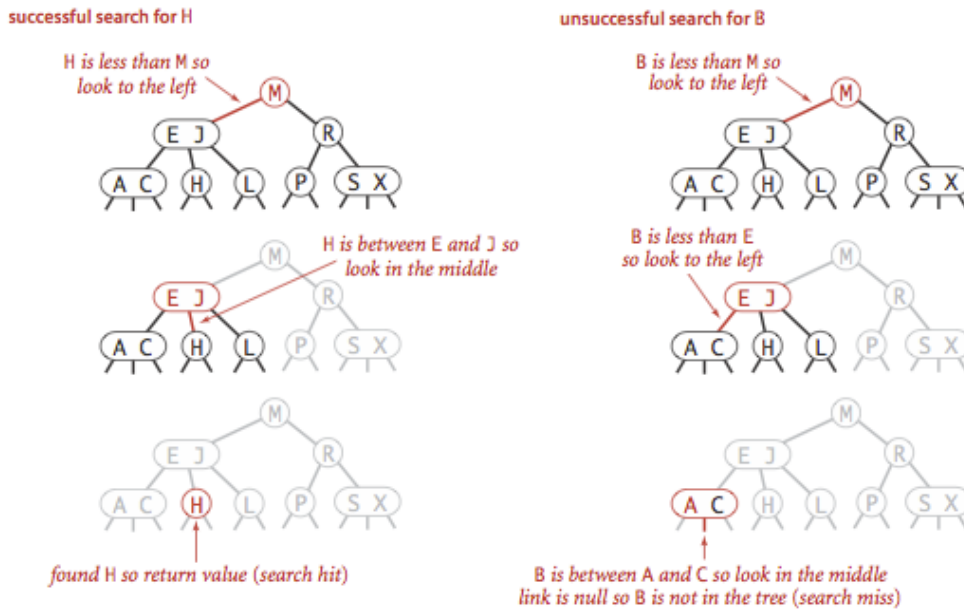 successful search for H
H is less than M so
look to the left
M
E J
R
A C H L P S X
H is between E and J so
look in the middle
M
E J
R
A C H L P S X
M
E J
R
A C H L P S X
found H so return value (search hit)
unsuccessful search for B
B is less than M so
look to the left
M
E J
R
A C H L P S X
B is less than E
so look to the left
M
E J
R
A C H L P S X
M
E J
R
A C H L P S X
B is between A and C so look in the middle
link is null so B is not in the tree (search miss)